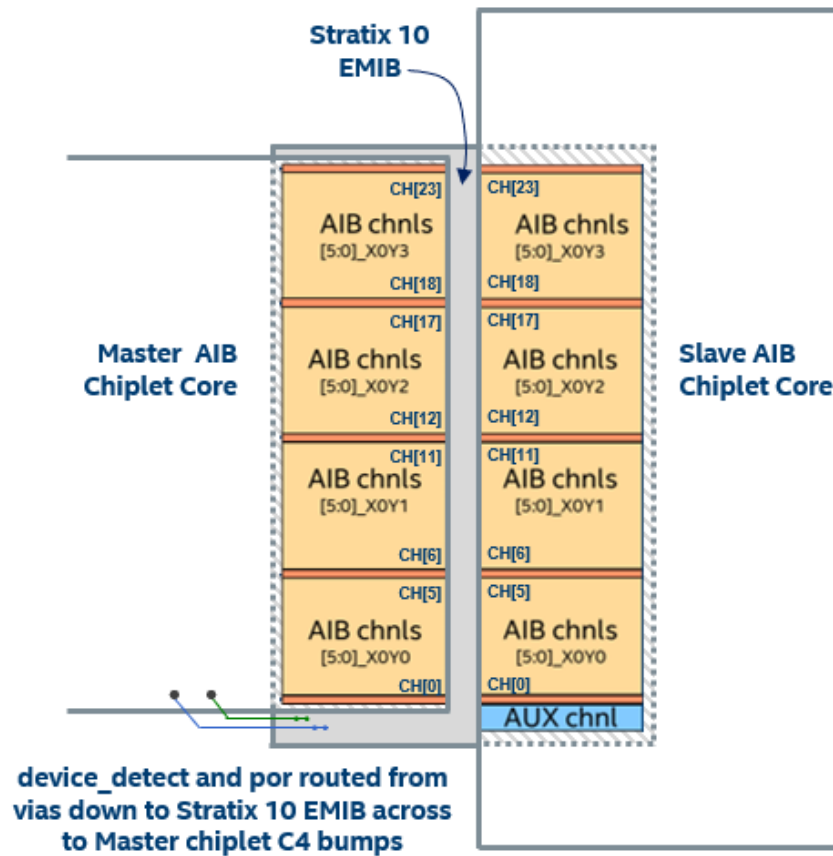 Stratix 10
EMIB
CH[23]
AIB chnls
[5:0]_X0Y3
CH[18]
CH[17]
AIB chnls
[5:0]_X0Y2
CH[12]
CH[11]
AIB chnls
[5:0]_X0Y1
CH[6]
CH[5]
AIB chnls
[5:0]_X0Y0
CH[0]
CH[23]
AIB chnls
[5:0]_X0Y3
CH[18]
CH[17]
AIB chnls
[5:0]_X0Y2
CH[12]
CH[11]
AIB chnls
[5:0]_X0Y1
CH[6]
CH[5]
AIB chnls
[5:0]_X0Y0
CH[0]
AUX chnl
Master AIB
Chiplet Core
Slave AIB
Chiplet Core
device_detect and por routed from
vias down to Stratix 10 EMIB across
to Master chiplet C4 bumps